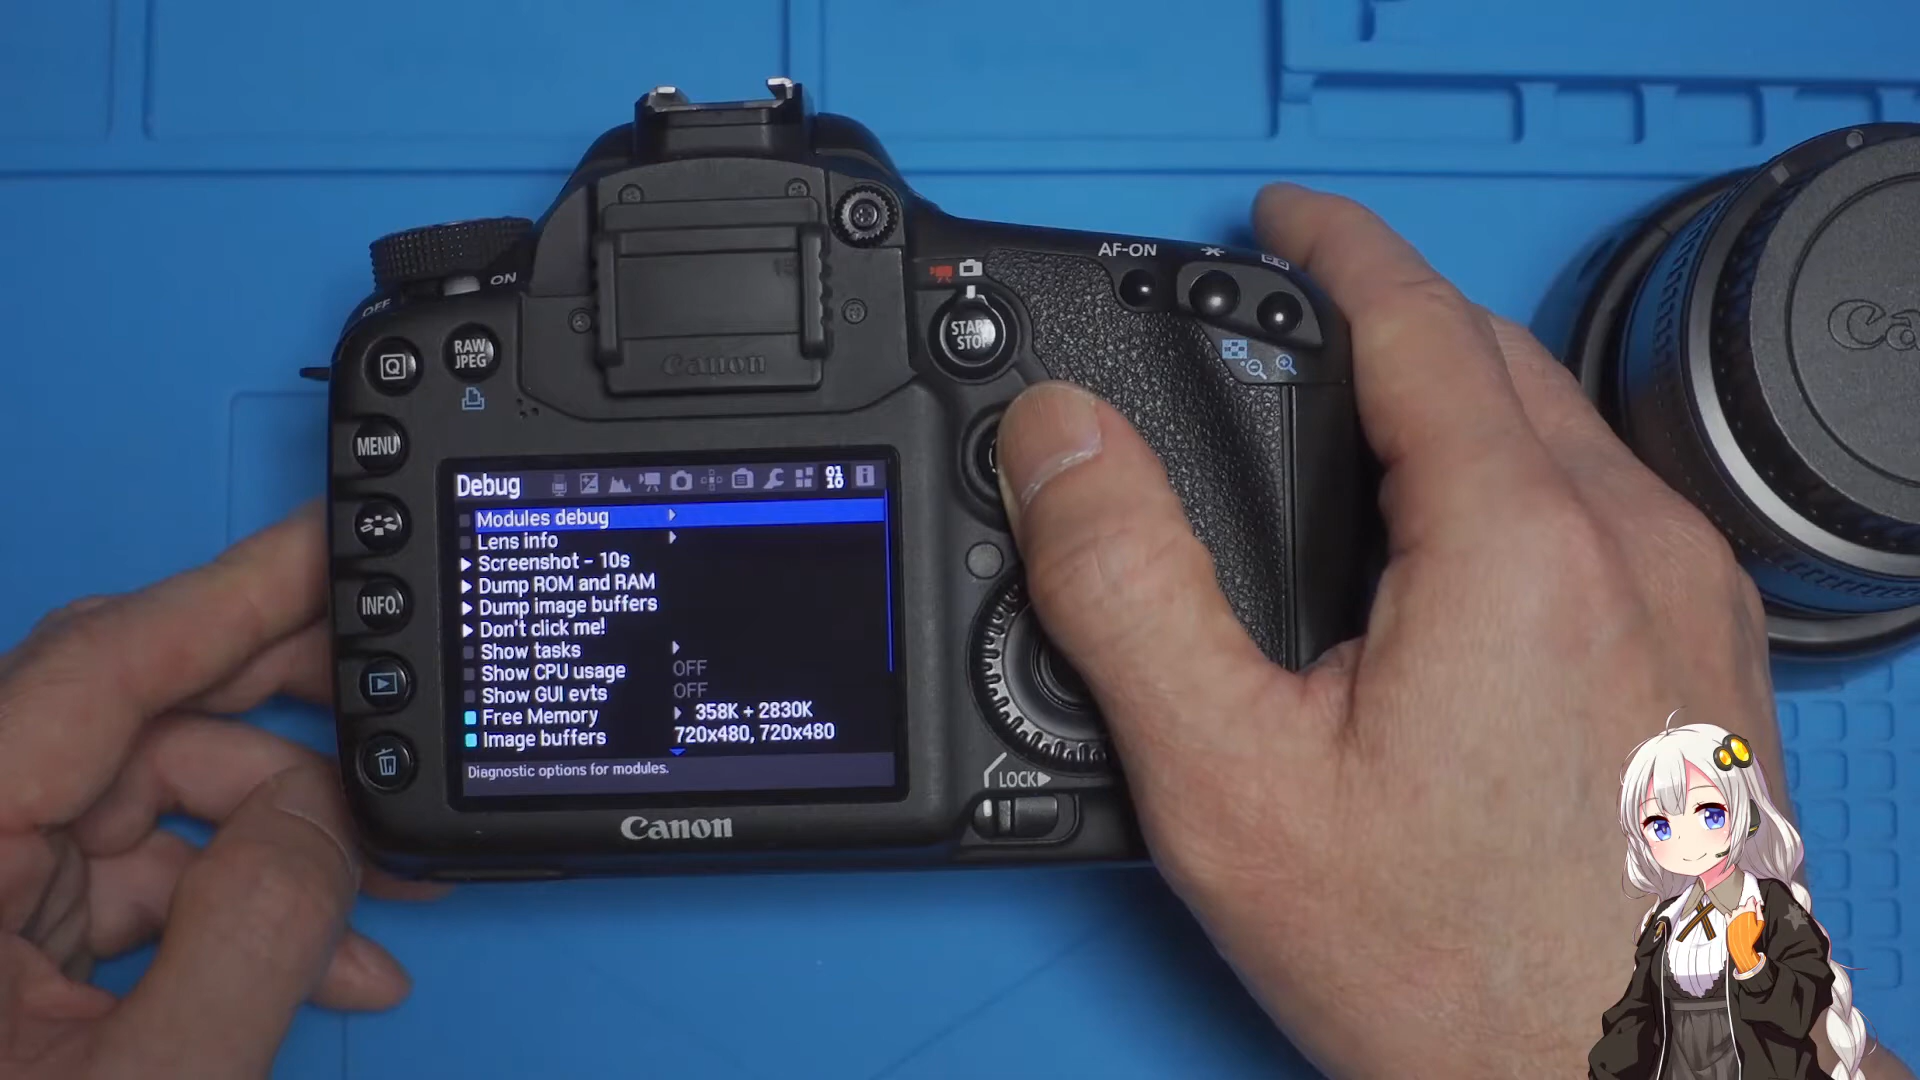 AF-ON
ON
OFF
RAW
JPEG
START
STOP
Canon
Q
MENU
INFO.
Debug
01
10
Modules debug
Lens info
Screenshot - 10s
Dump ROM and RAM
Dump image buffers
Don't click me!
Show tasks
Show CPU usage OFF
Show GUI evts OFF
Free Memory 358K + 2830K
Image buffers 720x480, 720x480
Diagnostic options for modules.
LOCK
Canon